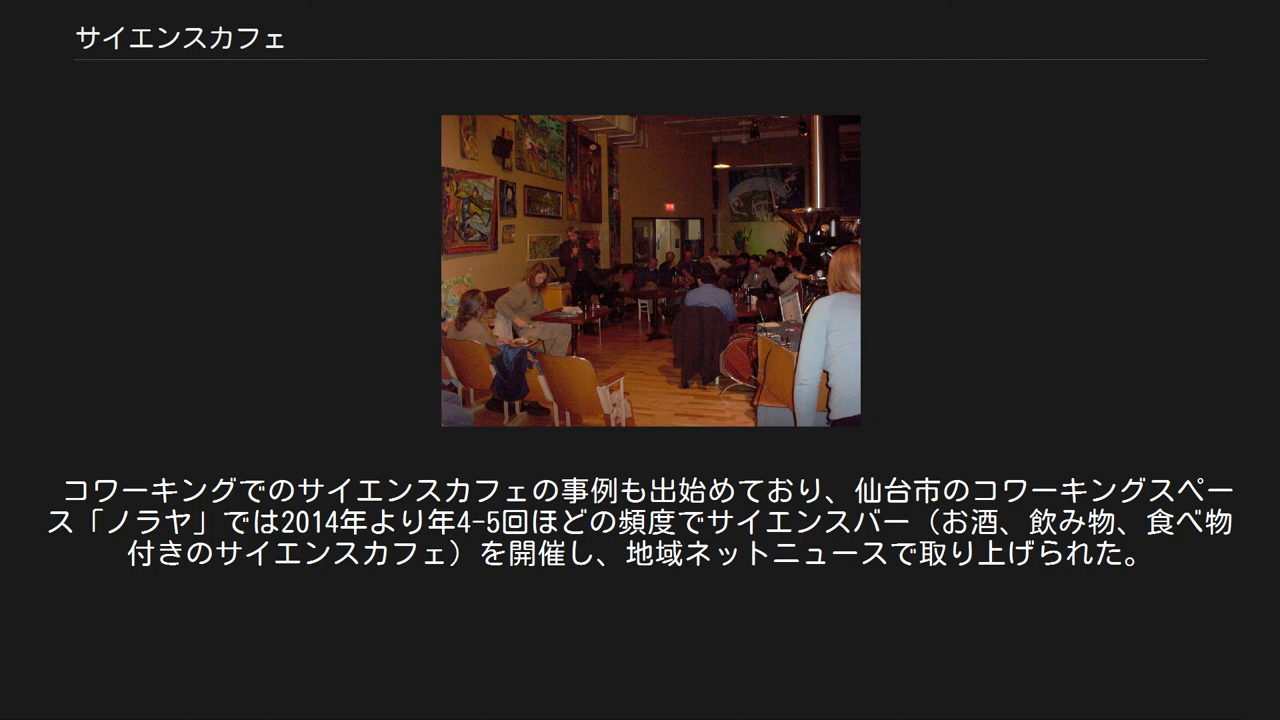 サイエンスカフェ
コワーキングでのサイエンスカフェの事例も出始めており、仙台市のコワーキングスペー
ス「ノラヤ」では2014年より年4-5回ほどの頻度でサイエンスバー（お酒、飲み物、食べ物
付きのサイエンスカフェ）を開催し、地域ネットニュースで取り上げられた。